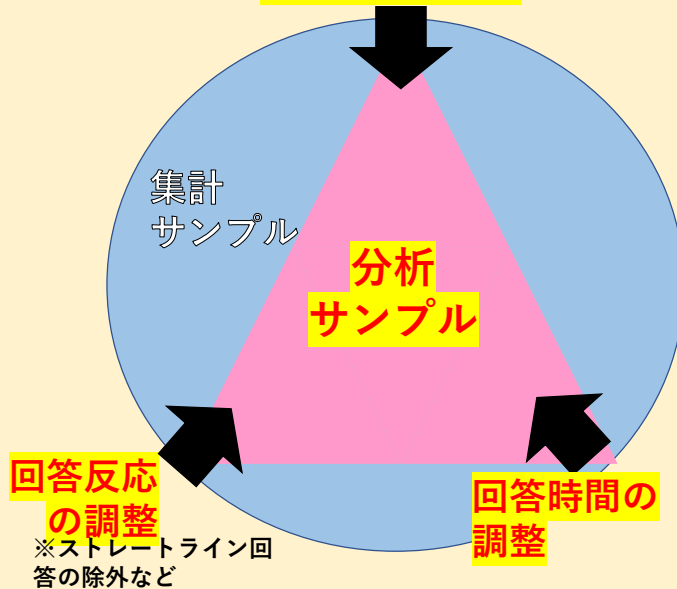 集計
サンプル
分析
サンプル
回答反応
の調整
※ストレートライン回
答の除外など
回答時間の
調整